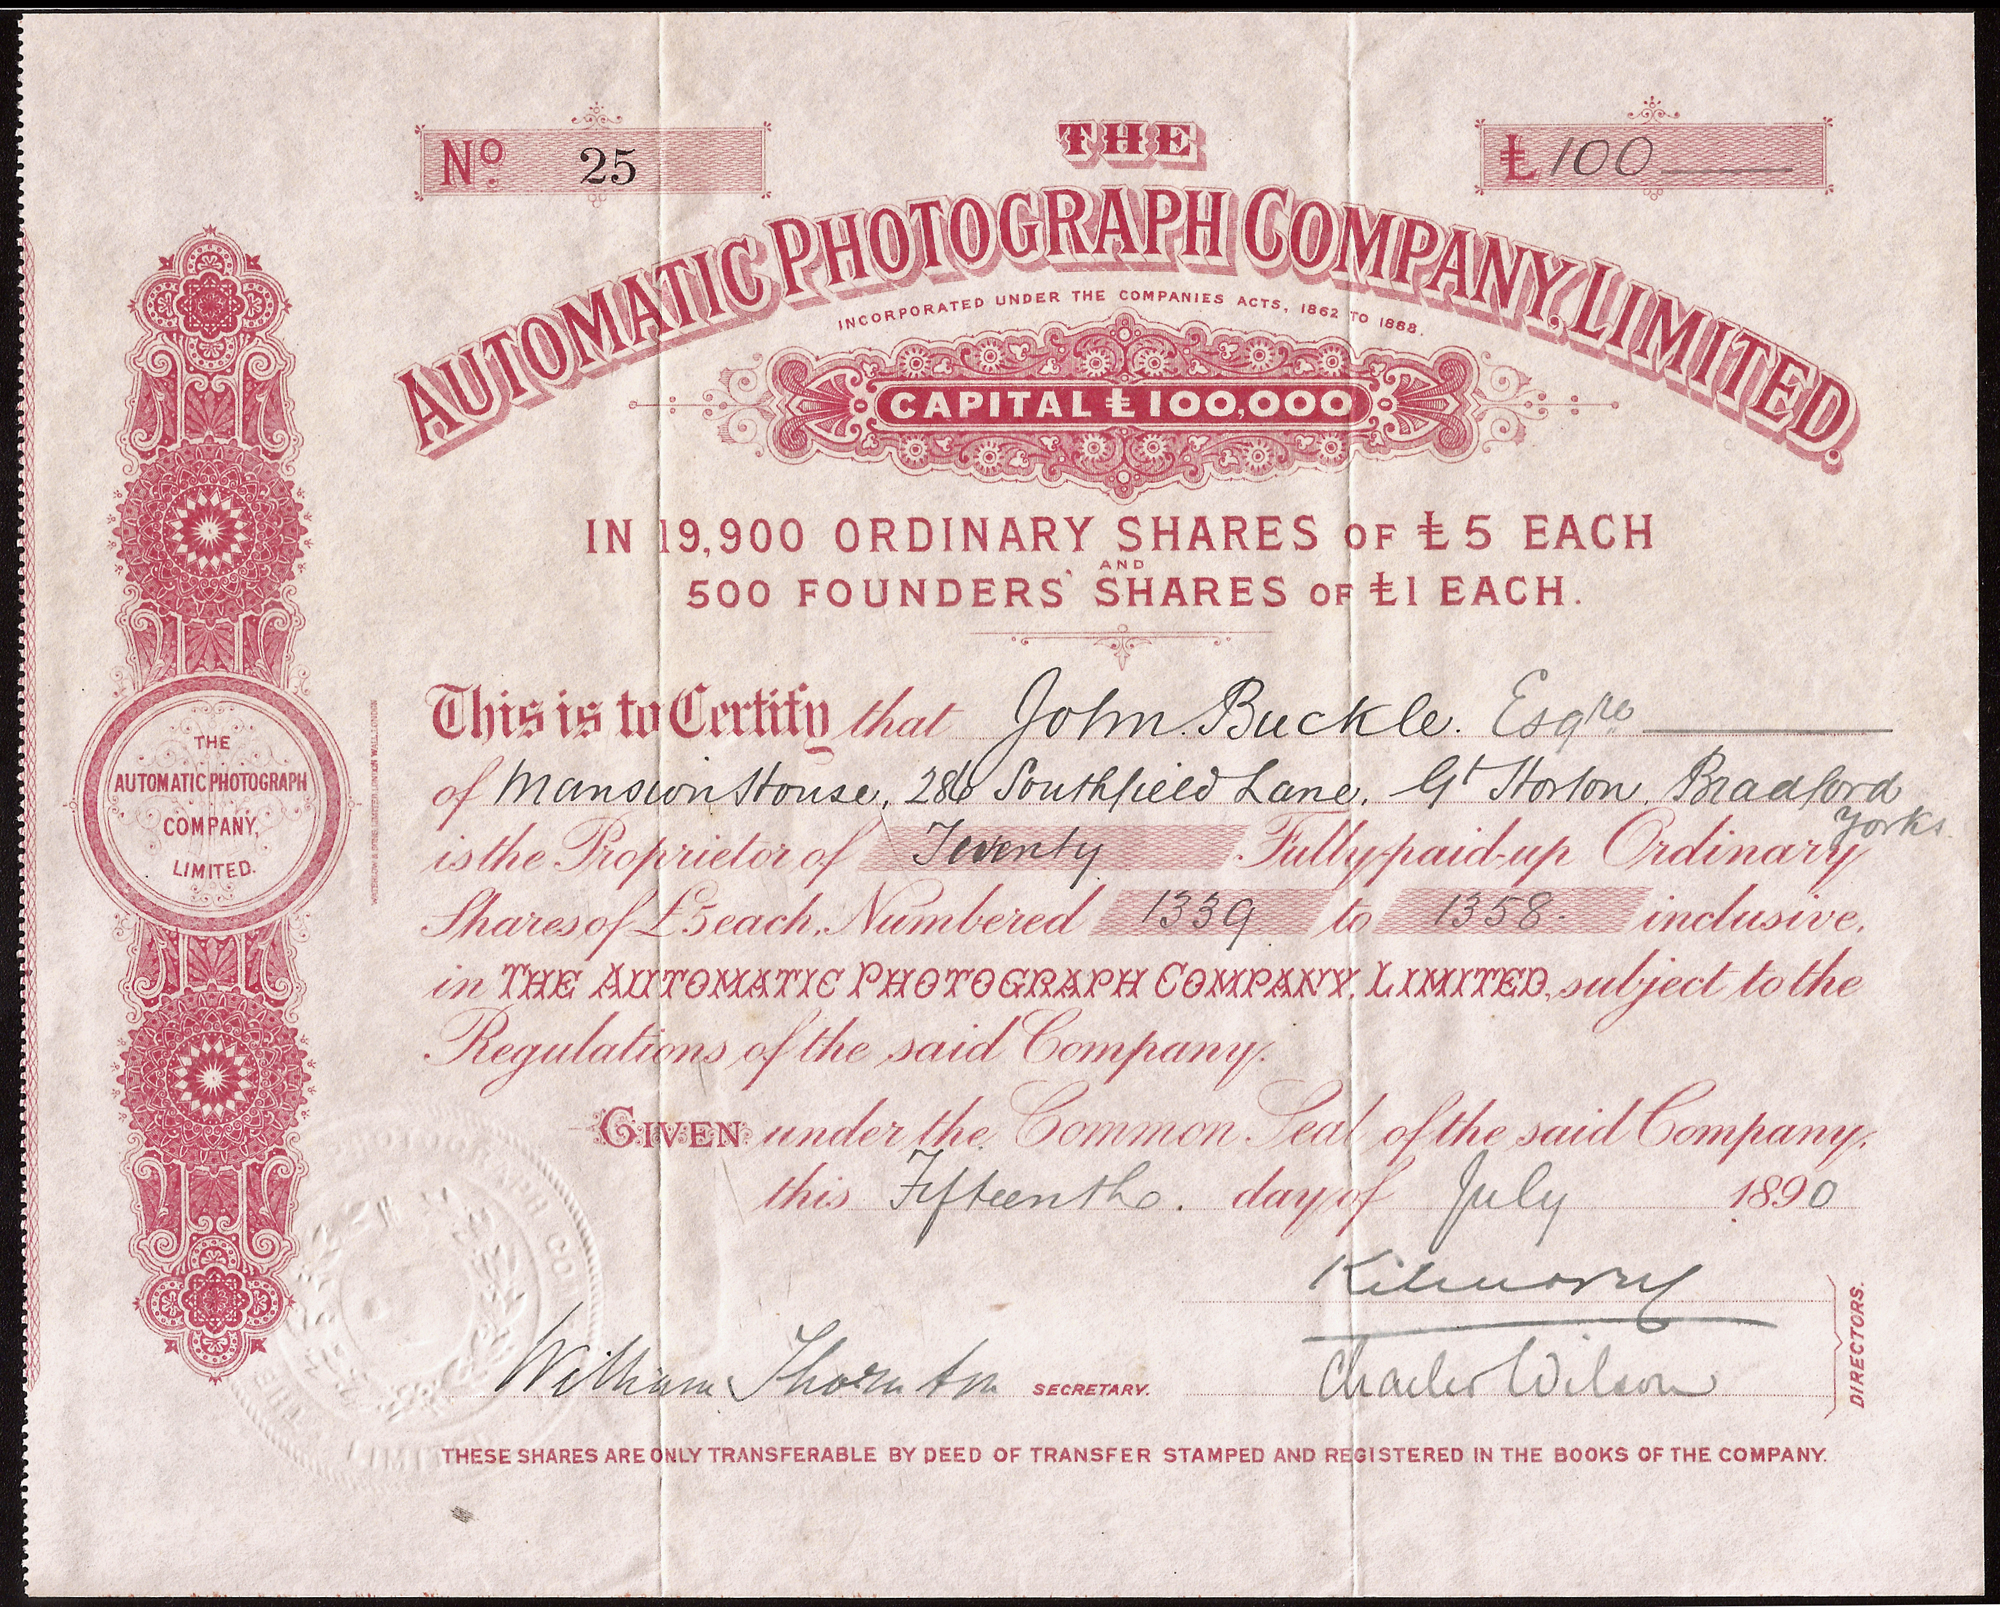 No. 25
£100
THE
AUTOMATIC PHOTOGRAPH COMPANY, LIMITED.
INCORPORATED UNDER THE COMPANIES ACTS, 1862 TO 1888.
CAPITAL £100,000
IN 19,900 ORDINARY SHARES OF £5 EACH
AND
500 FOUNDERS' SHARES OF £1 EACH.
This is to Certify that John Buckle. Esqre
of Mansion House, 286 Southfield Lane, Gt Horton, Bradford
Yorks.
is the Proprietor of Twenty Fully-paid-up Ordinary
Shares of £5 each, Numbered 1339 to 1358 inclusive,
in THE AUTOMATIC PHOTOGRAPH COMPANY, LIMITED, subject to the
Regulations of the said Company.
GIVEN under the Common Seal of the said Company,
this Fifteenth. day of July 1890
Kilmorey
William Thornton SECRETARY. Charles Wilson
DIRECTORS.
THESE SHARES ARE ONLY TRANSFERABLE BY DEED OF TRANSFER STAMPED AND REGISTERED IN THE BOOKS OF THE COMPANY.
THE
AUTOMATIC PHOTOGRAPH
COMPANY,
LIMITED.
WATERLOW & SONS LIMITED, LONDON WALL, LONDON